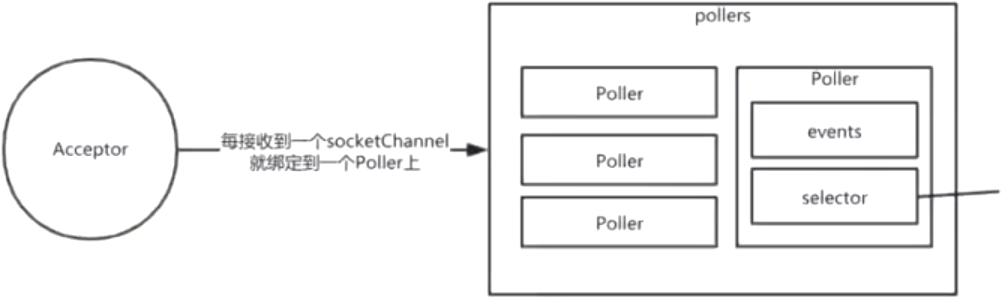 pollers
Acceptor
每接收到一个socketChannel
就绑定到一个Poller上
Poller
Poller
Poller
Poller
events
selector